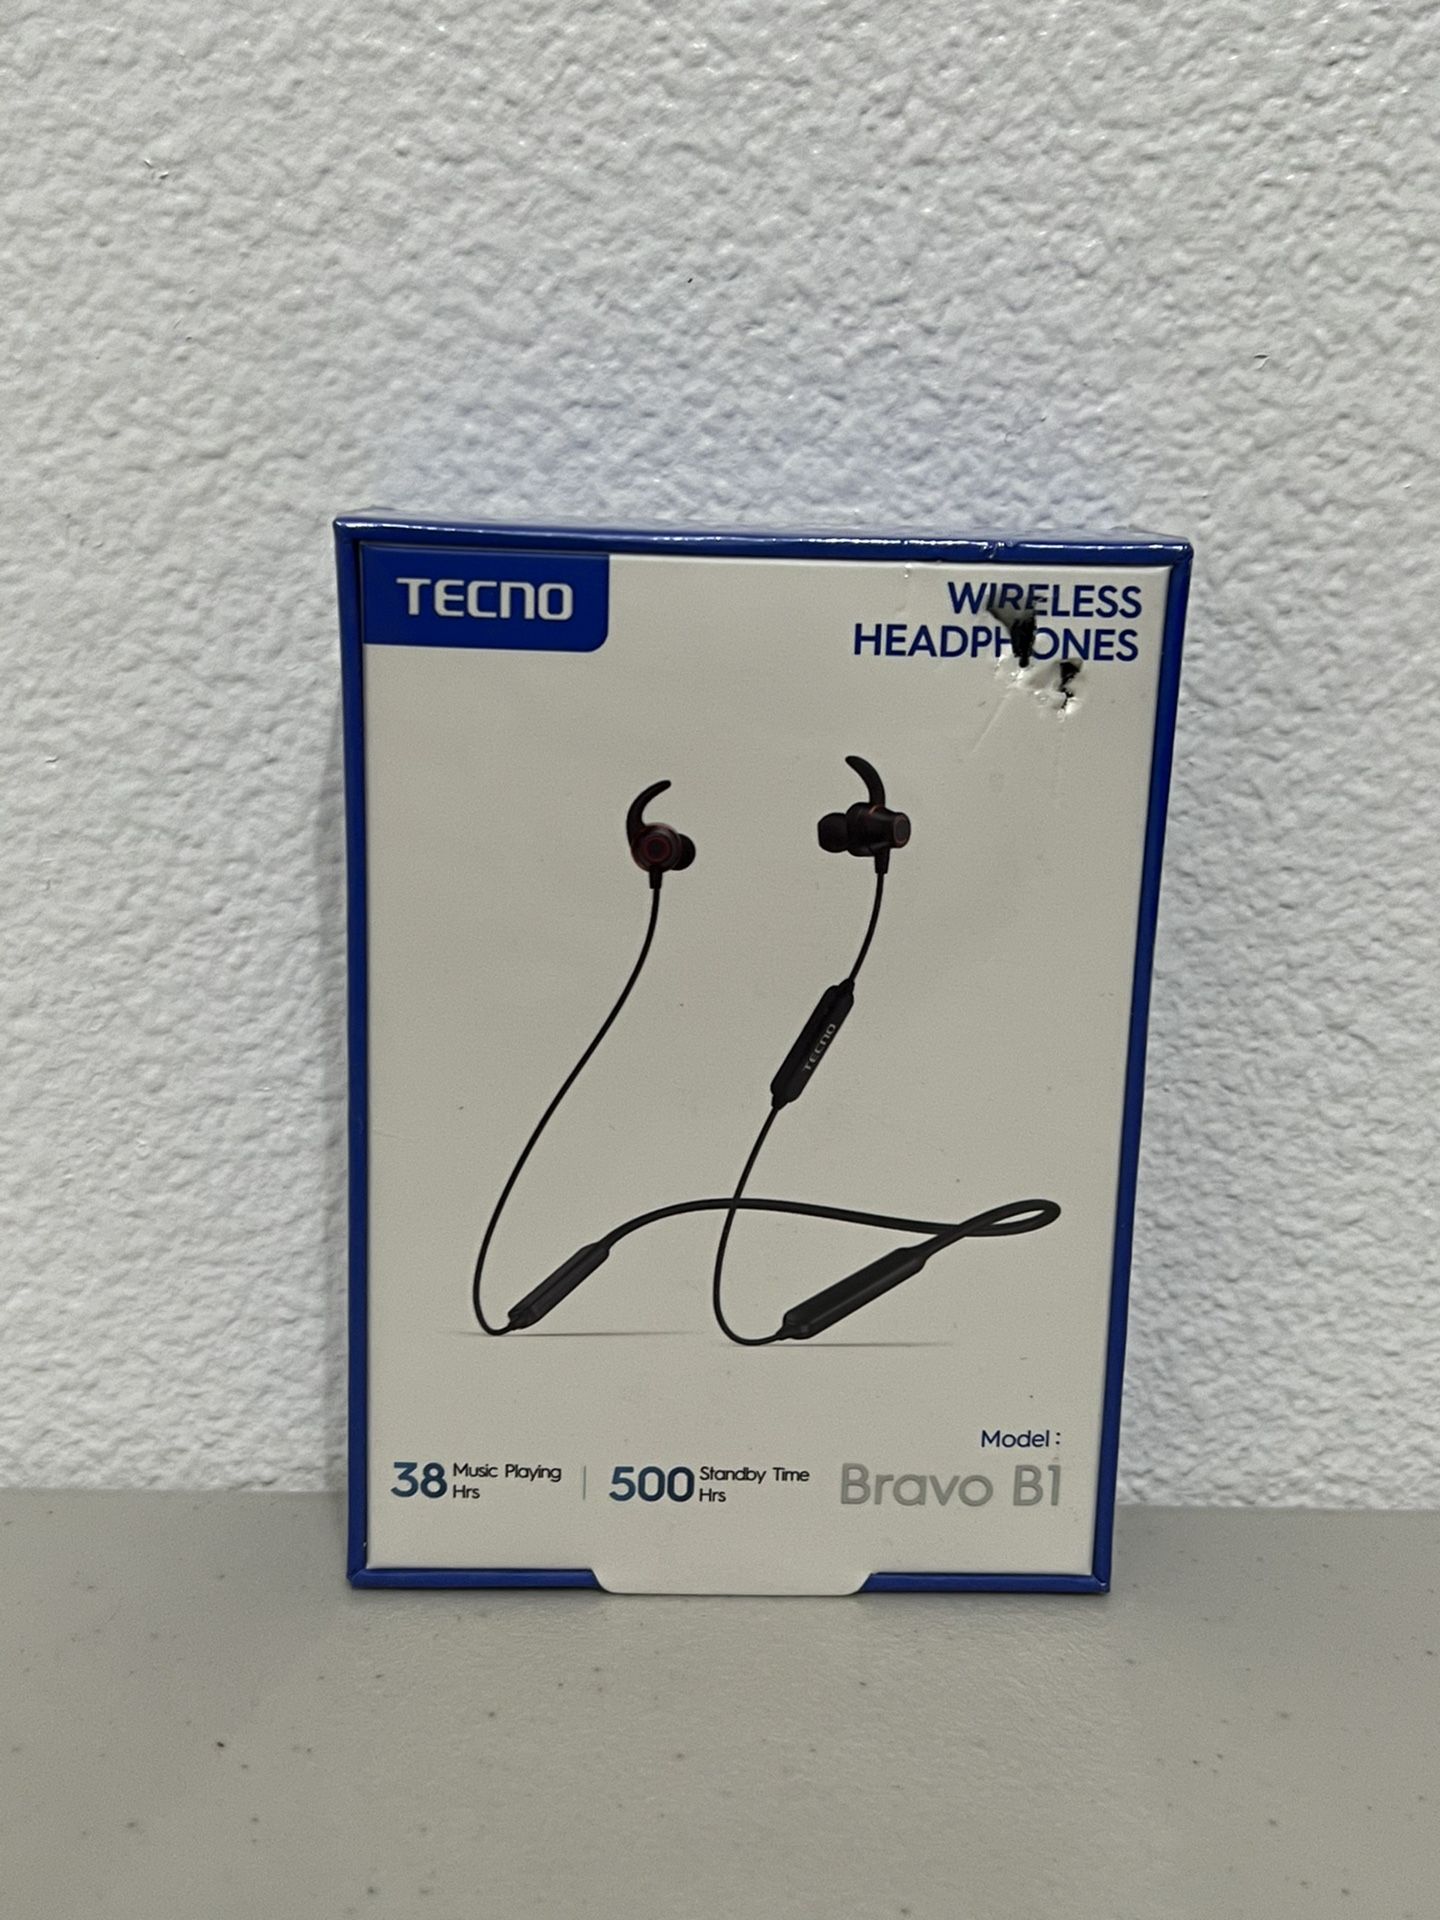 TECNO
WIRELESS
HEADPHONES
TECNO
Model :
38 Music Playing Hrs
500 Standby Time Hrs
Bravo B1